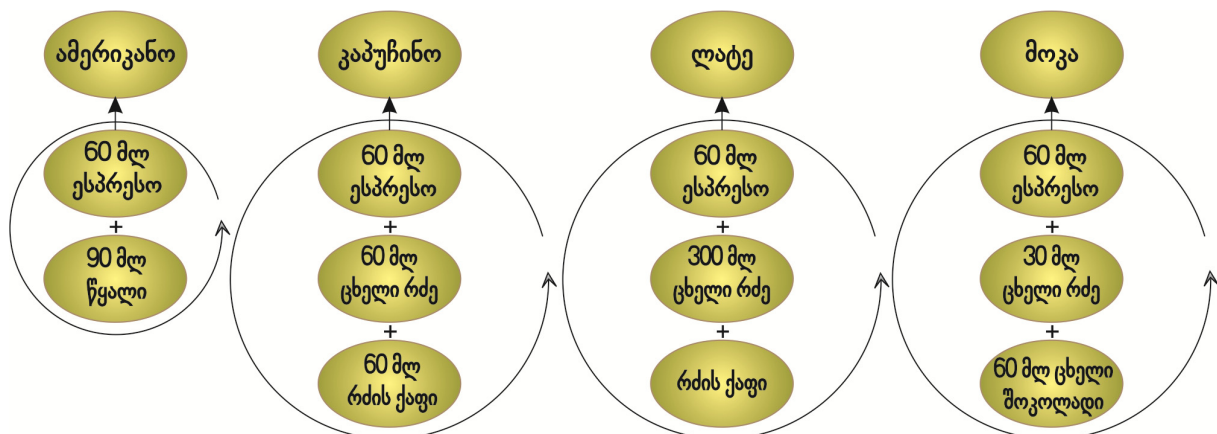 ამერიკანო
კაპუჩინო
ლატე
მოკა
60 მლ
ესპრესო
+
90 მლ
წყალი
60 მლ
ესპრესო
+
60 მლ
ცხელი რძე
+
60 მლ
რძის ქაფი
60 მლ
ესპრესო
+
300 მლ
ცხელი რძე
+
რძის ქაფი
60 მლ
ესპრესო
+
30 მლ
ცხელი რძე
+
60 მლ ცხელი
შოკოლადი